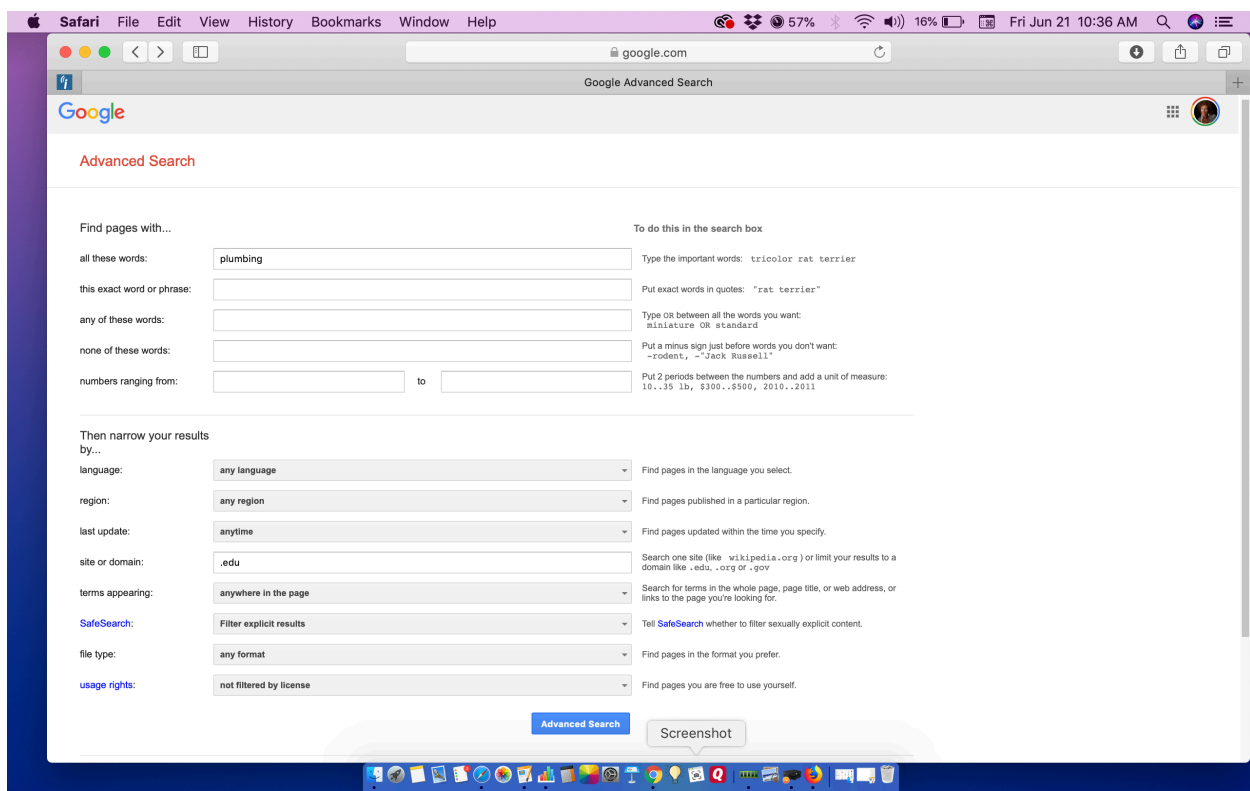 Safari File Edit View History Bookmarks Window Help 57% 16% Fri Jun 21 10:36 AM
google.com
Google Advanced Search
Google
Advanced Search
Find pages with... To do this in the search box
all these words: plumbing Type the important words: tricolor rat terrier
this exact word or phrase: Put exact words in quotes: "rat terrier"
any of these words: Type OR between all the words you want:
miniature OR standard
none of these words: Put a minus sign just before words you don't want:
-rodent, -"Jack Russell"
numbers ranging from: to Put 2 periods between the numbers and add a unit of measure:
10..35 lb, $300..$500, 2010..2011
Then narrow your results
by...
language: any language Find pages in the language you select.
region: any region Find pages published in a particular region.
last update: anytime Find pages updated within the time you specify.
site or domain: .edu Search one site (like wikipedia.org ) or limit your results to a
domain like .edu, .org or .gov
terms appearing: anywhere in the page Search for terms in the whole page, page title, or web address, or
links to the page you're looking for.
SafeSearch: Filter explicit results Tell SafeSearch whether to filter sexually explicit content.
file type: any format Find pages in the format you prefer.
usage rights: not filtered by license Find pages you are free to use yourself.
Advanced Search
Screenshot